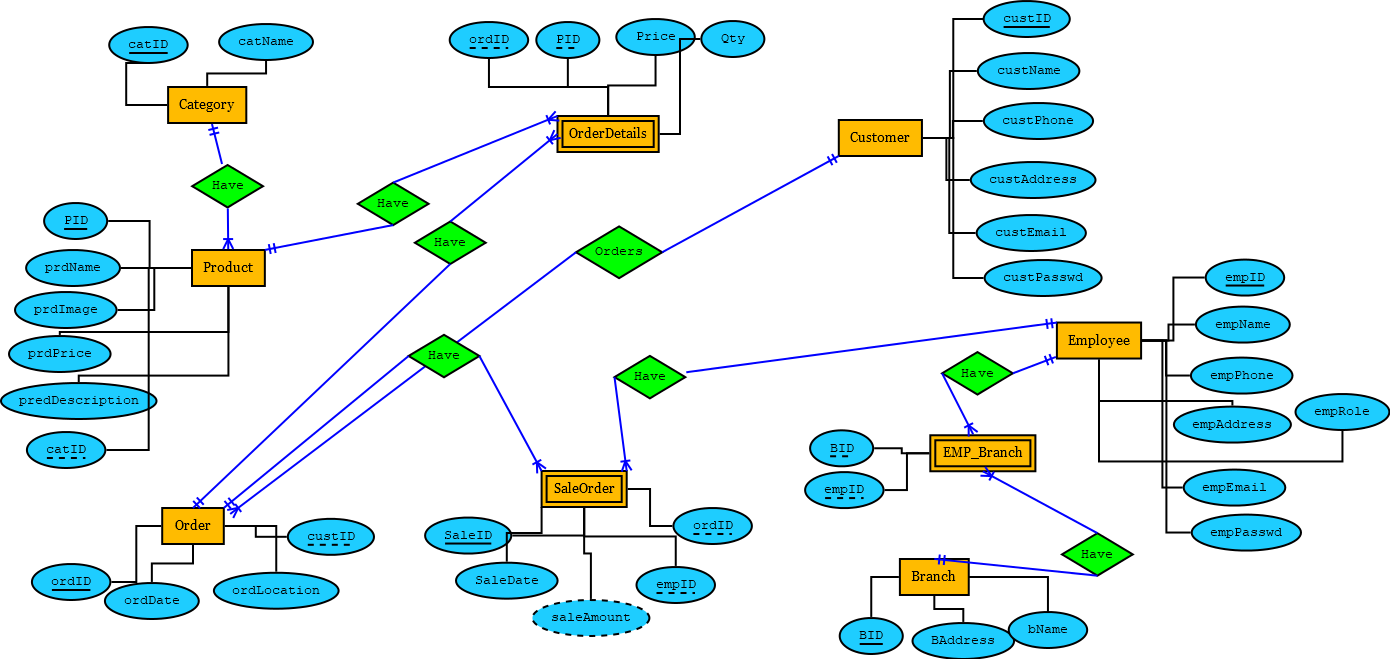 catID
catName
Category
Have
PID
prdName
Product
prdImage
prdPrice
predDescription
catID
ordID
PID
Price
Qty
OrderDetails
Have
Have
Orders
Customer
custID
custName
custPhone
custAddress
custEmail
custPasswd
Have
Have
Have
Employee
empID
empName
empPhone
empRole
empAddress
empEmail
empPasswd
BID
empID
EMP_Branch
Have
Branch
BID
BAddress
bName
Order
custID
ordID
ordDate
ordLocation
SaleOrder
SaleID
ordID
SaleDate
empID
saleAmount